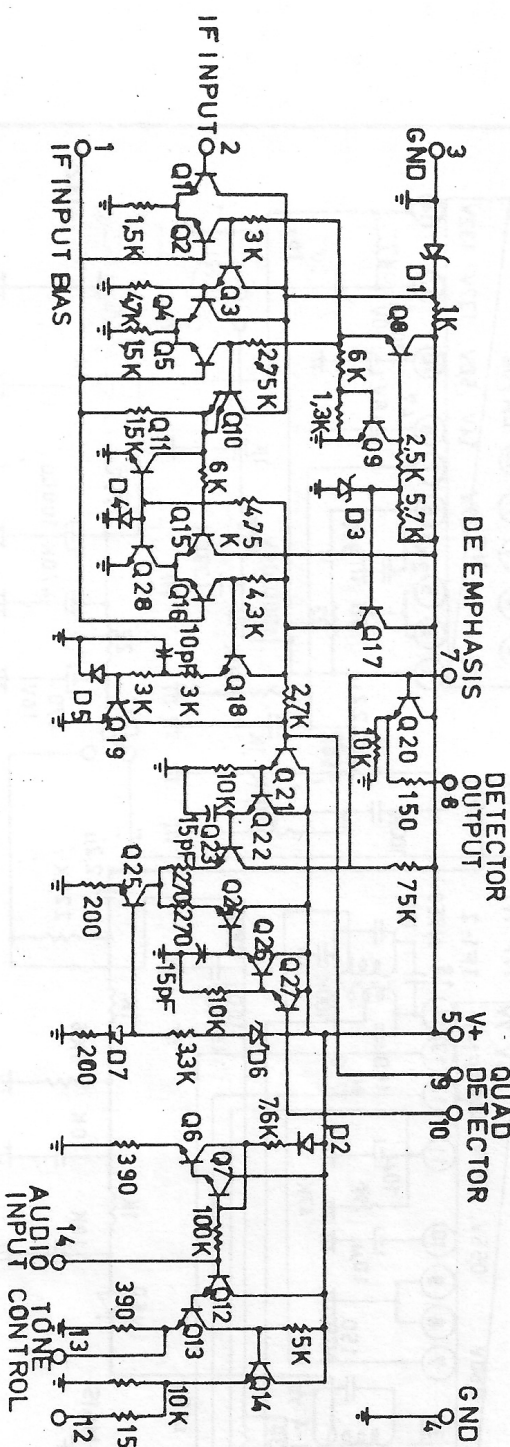 IF INPUT
2
1
IF INPUT BIAS
3
GND
D1
1K
Q1
Q2
1,5K
3K
Q3
Q4
47K
Q5
15K
2,75K
Q10
Q8
6K
1,3K
Q9
2,5K
5,7K
D3
Q11
1,5K
6K
D4
Q28
Q15
Q16
4,75
K
4,3K
Q17
Q18
10pF
3K
3K
D5
Q19
2,7K
DE EMPHASIS
7
Q20
10K
150
DETECTOR
OUTPUT
8
Q21
10K
Q22
Q23
15pF
270
270
Q24
Q25
200
Q26
Q27
15pF
10K
75K
V+
5
QUAD
DETECTOR
9
10
D6
3,3K
D7
200
D2
7,6K
Q6
Q7
390
100K
14
AUDIO
INPUT
Q12
Q13
390
13
TONE
CONTROL
5K
Q14
10K
12
15
GND
4